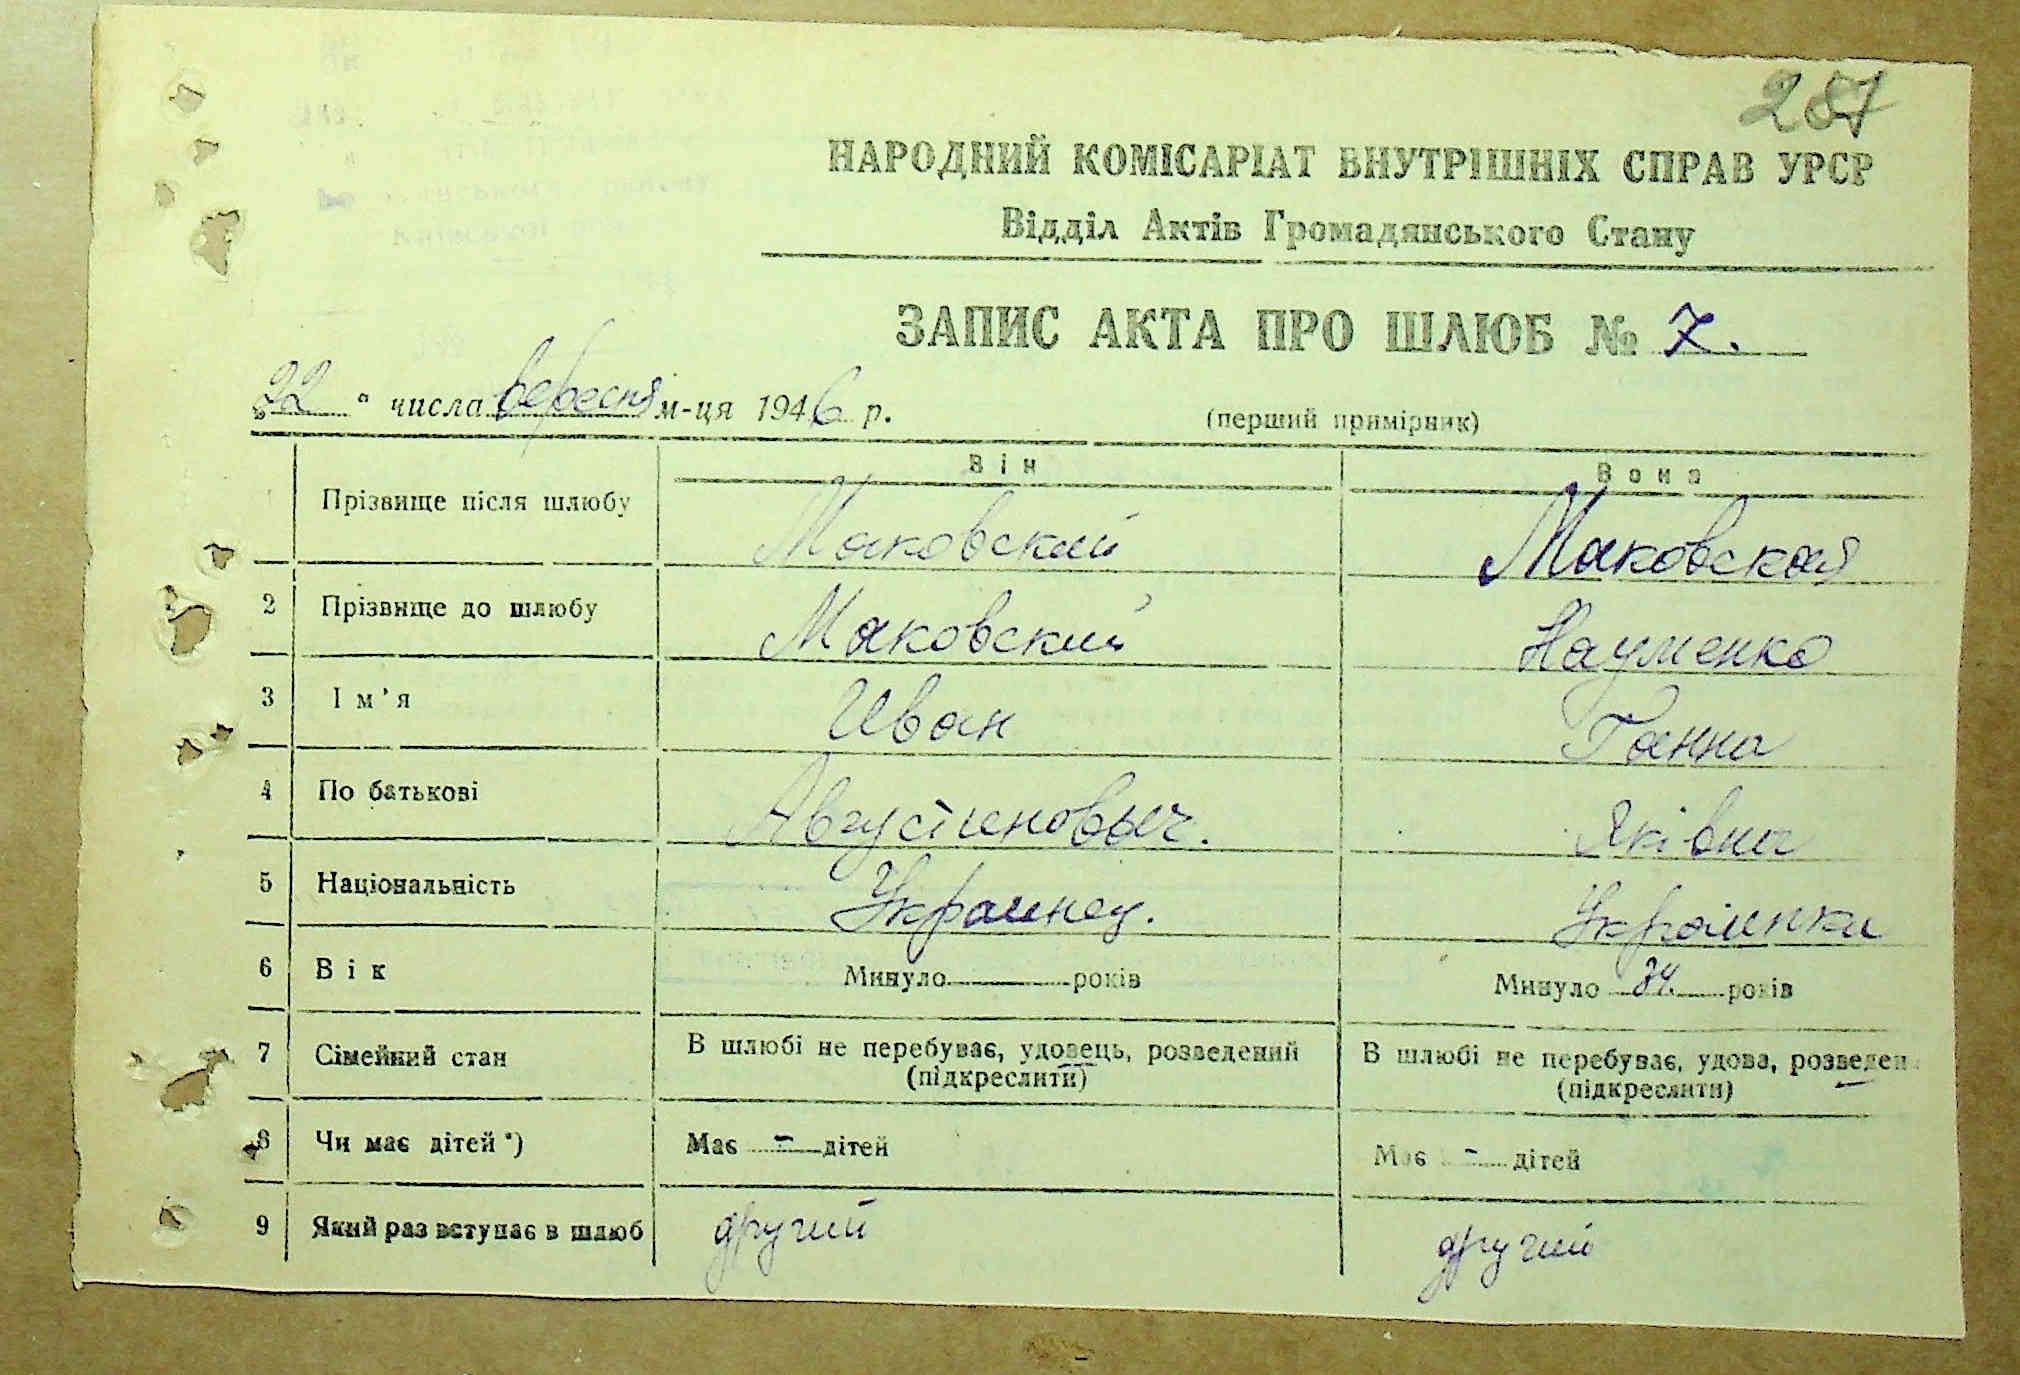 287
НАРОДНИЙ КОМІСАРІАТ ВНУТРІШНІХ СПРАВ УРСР
Відділ Актів Громадянського Стану
ЗАПИС АКТА ПРО ШЛЮБ № 7.
„22“ числа вересня м-ця 1946 р. (перший примірник)
Він Вона
Прізвище після шлюбу Маковский Маковская
2 Прізвище до шлюбу Маковский Науменко
3 Ім’я Иван Ганна
4 По батькові Августиновыч. Яківна
5 Національність Украинец. Украинка
6 Вік Минуло років Минуло 34 років
7 Сімейний стан В шлюбі не перебуває, удовець, розведений (підкреслити) В шлюбі не перебуває, удова, розведен (підкреслити)
8 Чи має дітей *) Має - дітей Має - дітей
9 Який раз вступає в шлюб другий другий